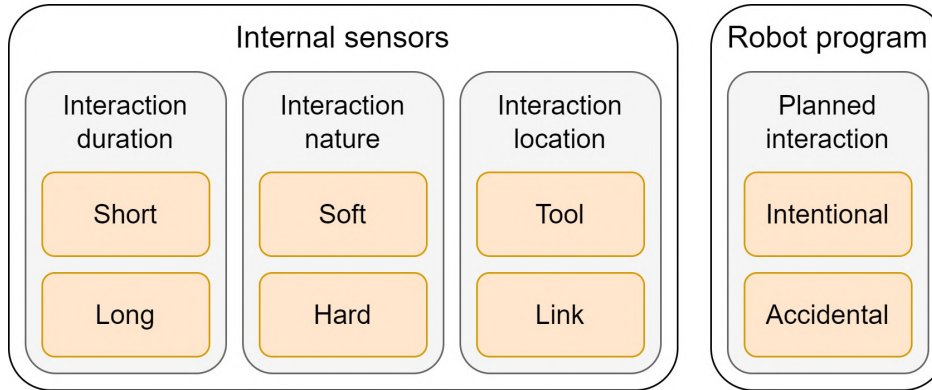 Internal sensors
Interaction
duration
Short
Long
Interaction
nature
Soft
Hard
Interaction
location
Tool
Link
Robot program
Planned
interaction
Intentional
Accidental